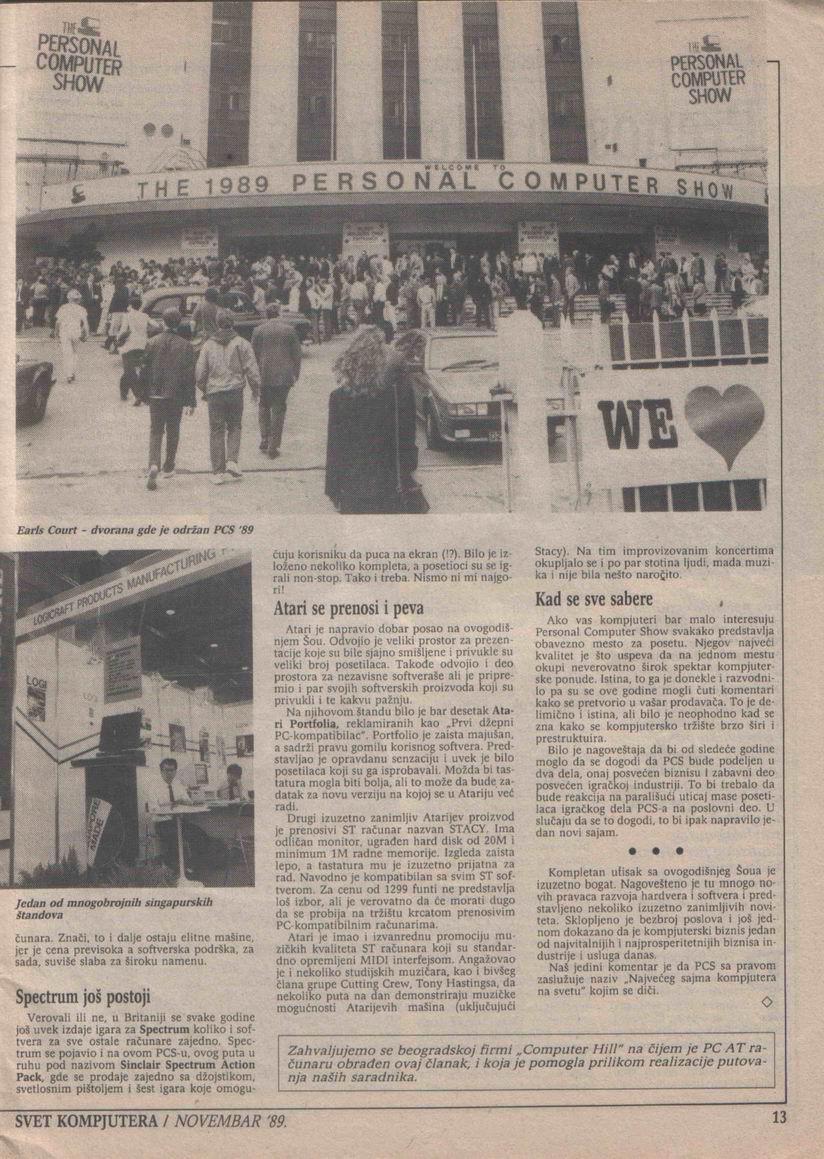 THE
PERSONAL
COMPUTER
SHOW
THE
PERSONAL
COMPUTER
SHOW
WELCOME TO
THE 1989 PERSONAL COMPUTER SHOW
WE
Earls Court – dvorana gde je održan PCS '89
LOGICRAFT PRODUCTS MANUFACTURING
LOGI
LOG
MADE
Jedan od mnogobrojnih singapurskih
štandova
čunara. Znači, to i dalje ostaju elitne mašine,
jer je cena previsoka a softverska podrška, za
sada, suviše slaba za široku namenu.
Spectrum još postoji
Verovali ili ne, u Britaniji se svake godine
još uvek izdaje igara za Spectrum koliko i sof-
tvera za sve ostale računare zajedno. Spec-
trum se pojavio i na ovom PCS-u, ovog puta u
ruhu pod nazivom Sinclair Spectrum Action
Pack, gde se prodaje zajedno sa džojstikom,
svetlosnim pištoljem i šest igara koje omogu-
ćuju korisniku da puca na ekran (!?). Bilo je iz-
loženo nekoliko kompleta, a posetioci su se ig-
rali non-stop. Tako i treba. Nismo ni mi najgo-
ri!
Atari se prenosi i peva
Atari je napravio dobar posao na ovogodiš-
njem Šou. Odvojio je veliki prostor za prezen-
tacije koje su bile sjajno smišljene i privukle su
veliki broj posetilaca. Takođe odvojio i deo
prostora za nezavisne softveraše ali je pripre-
mio i par svojih softverskih proizvoda koji su
privukli i te kakvu pažnju.
Na njihovom štandu bilo je bar desetak Ata-
ri Portfolia, reklamiranih kao „Prvi džepni
PC-kompatibilac". Portfolio je zaista majušan,
a sadrži pravu gomilu korisnog softvera. Pred-
stavljao je opravdanu senzaciju i uvek je bilo
posetilaca koji su ga isprobavali. Možda bi tas-
tatura mogla biti bolja, ali to može da bude za-
datak za novu verziju na kojoj se u Atariju već
radi.
Drugi izuzetno zanimljiv Atarijev proizvod
je prenosivi ST računar nazvan STACY. Ima
odličan monitor, ugrađen hard disk od 20M i
minimum 1M radne memorije. Izgleda zaista
lepo, a tastatura mu je izuzetno prijatna za
rad. Navodno je kompatibilan sa svim ST sof-
tverom. Za cenu od 1299 funti ne predstavlja
loš izbor, ali je verovatno da će morati dugo
da se probija na tržištu krcatom prenosivim
PC-kompatibilnim računarima.
Atari je imao i izvanrednu promociju mu-
zičkih kvaliteta ST računara koji su standar-
dno opremljeni MIDI interfejsom. Angažovao
je i nekoliko studijskih muzičara, kao i bivšeg
člana grupe Cutting Crew, Tony Hastingsa, da
nekoliko puta na dan demonstriraju muzičke
mogućnosti Atarijevih mašina (uključujući
Stacy). Na tim improvizovanim koncertima
okupljalo se i po par stotina ljudi, mada muzi-
ka i nije bila nešto naročito.
Kad se sve sabere
Ako vas kompjuteri bar malo interesuju
Personal Computer Show svakako predstavlja
obavezno mesto za posetu. Njegov najveći
kvalitet je što uspeva da na jednom mestu
okupi neverovatno širok spektar kompjuter-
ske ponude. Istina, to ga je donekle i razvodni-
lo pa su se ove godine mogli čuti komentari
kako se pretvorio u vašar prodavača. To je de-
limično i istina, ali bilo je neophodno kad se
zna kako se kompjutersko tržište brzo širi i
prestruktuira.
Bilo je nagoveštaja da bi od sledeće godine
moglo da se dogodi da PCS bude podeljen u
dva dela, onaj posvećen biznisu i zabavni deo
posvećen igračkoj industriji. To bi trebalo da
bude reakcija na parališući uticaj mase poseti-
laca igračkog dela PCS-a na poslovni deo. U
slučaju da se to dogodi, to bi ipak napravilo je-
dan novi sajam.
● ● ●
Kompletan utisak sa ovogodišnjeg Šoua je
izuzetno bogat. Nagovešteno je tu mnogo no-
vih pravaca razvoja hardvera i softvera i pred-
stavljeno nekoliko izuzetno zanimljivih novi-
teta. Sklopljeno je bezbroj poslova i još jed-
nom dokazano da je kompjuterski biznis jedan
od najvitalnijih i najprosperitetnijih biznisa in-
dustrije i usluga danas.
Naš jedini komentar je da PCS sa pravom
zaslužuje naziv „Najvećeg sajma kompjutera
na svetu" kojim se diči.
◇
Zahvaljujemo se beogradskoj firmi „Computer Hill" na čijem je PC AT ra-
čunaru obrađen ovaj članak, i koja je pomogla prilikom realizacije putova-
nja naših saradnika.
SVET KOMPJUTERA / NOVEMBAR '89.
13